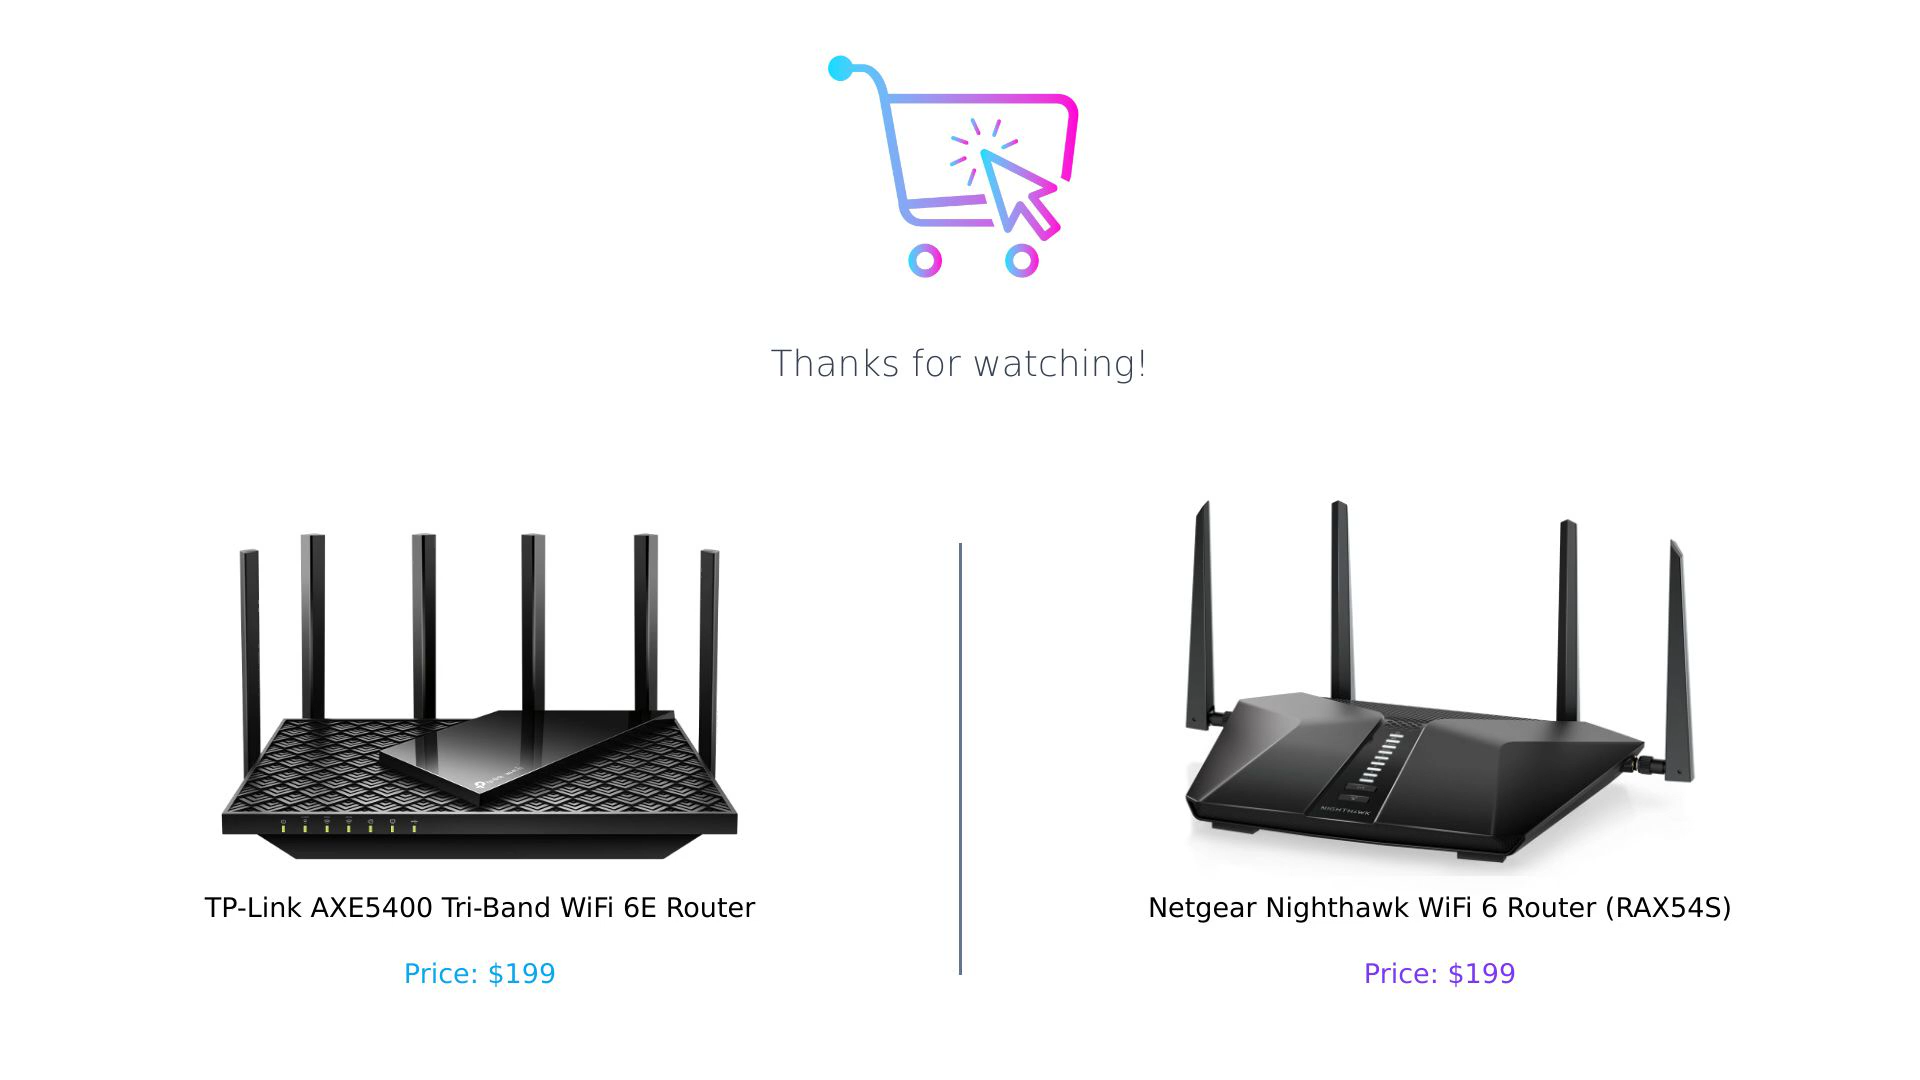 Thanks for watching!
TP-Link AXE5400 Tri-Band WiFi 6E Router
Price: $199
NIGHTHAWK
Netgear Nighthawk WiFi 6 Router (RAX54S)
Price: $199